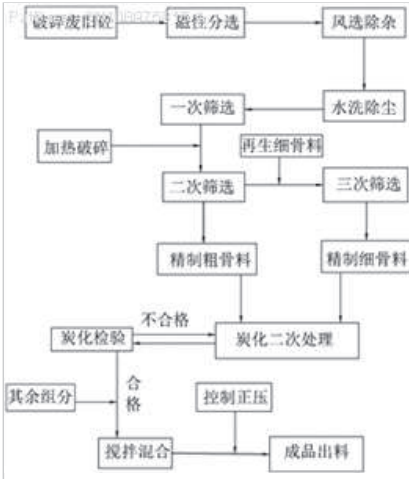 破碎废旧砼
磁性分选
风选除杂
一次筛选
水洗除尘
加热破碎
再生细骨料
二次筛选
三次筛选
精制粗骨料
精制细骨料
不合格
炭化检验
炭化二次处理
合格
其余组分
控制正压
搅拌混合
成品出料